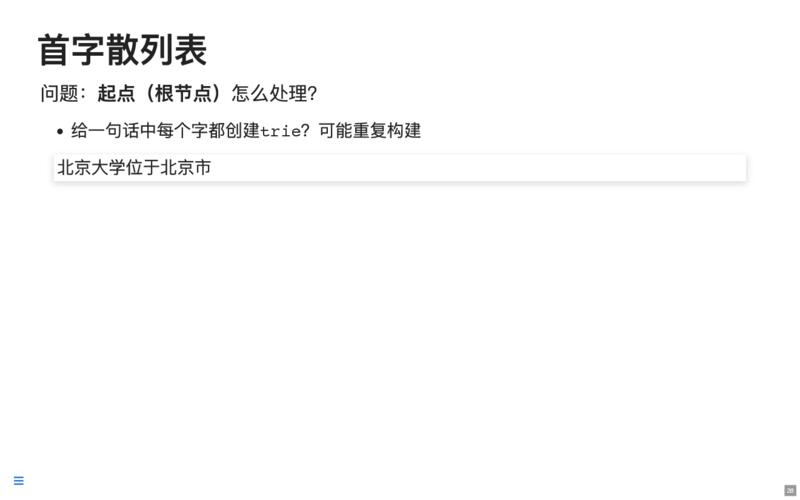 首字散列表
问题：起点（根节点）怎么处理？
给一句话中每个字都创建trie？可能重复构建
北京大学位于北京市
28